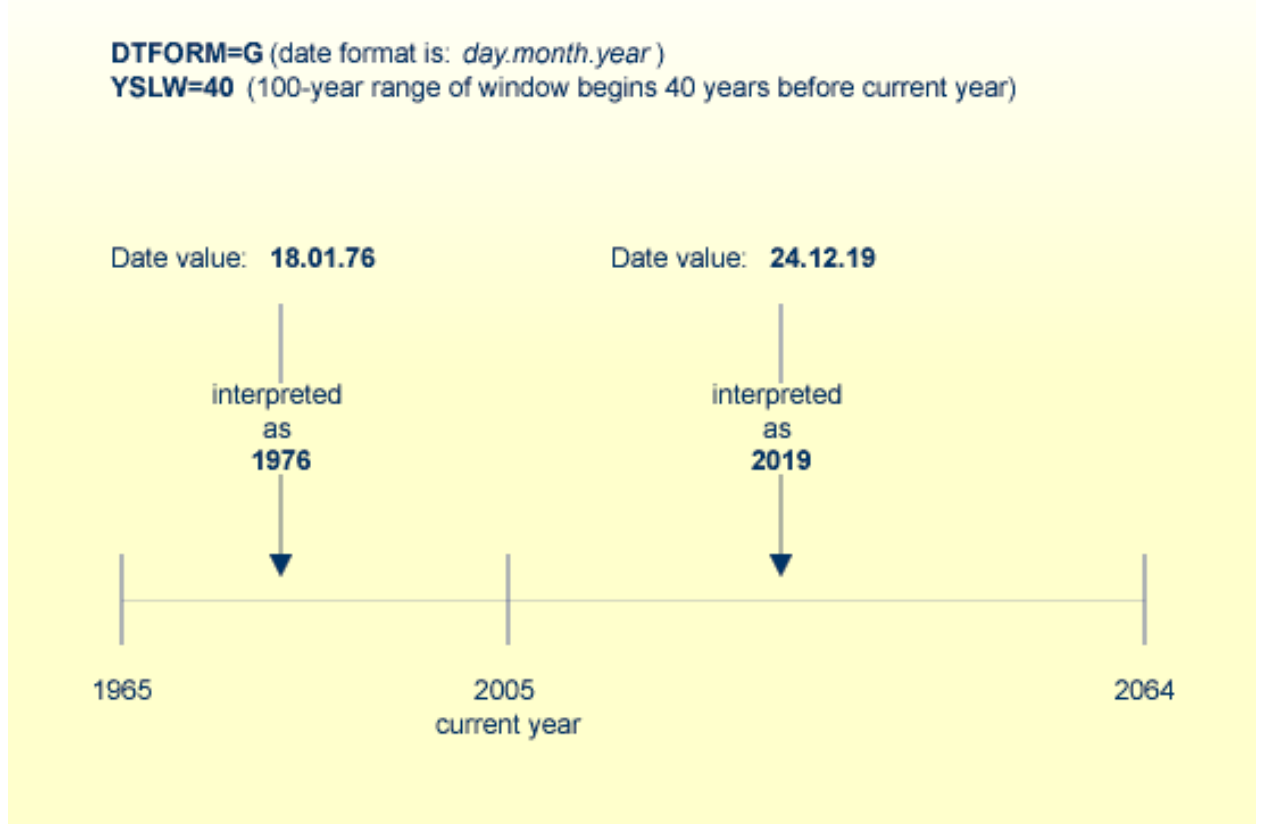 DTFORM=G (date format is: day.month.year )
YSLW=40 (100-year range of window begins 40 years before current year)
Date value: 18.01.76
Date value: 24.12.19
interpreted
as
1976
interpreted
as
2019
1965
2005
current year
2064